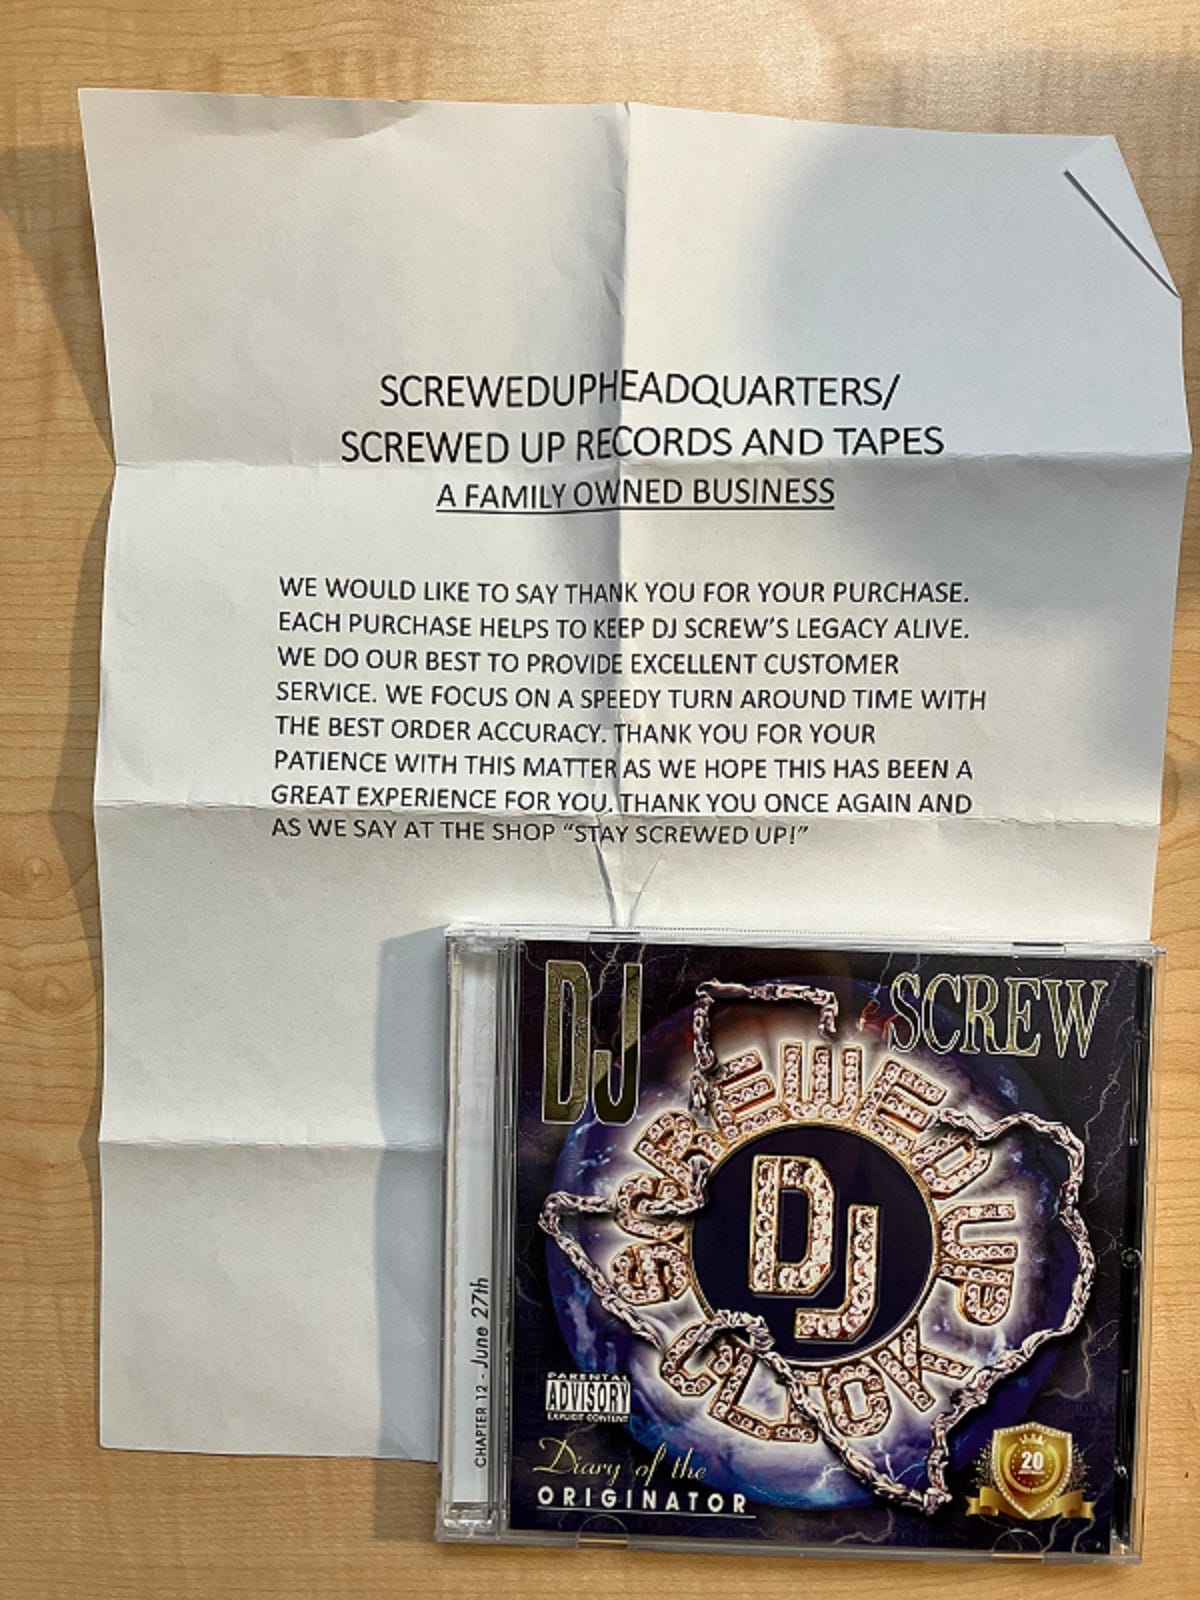 SCREWEDUPHEADQUARTERS/
SCREWED UP RECORDS AND TAPES
A FAMILY OWNED BUSINESS
WE WOULD LIKE TO SAY THANK YOU FOR YOUR PURCHASE.
EACH PURCHASE HELPS TO KEEP DJ SCREW'S LEGACY ALIVE.
WE DO OUR BEST TO PROVIDE EXCELLENT CUSTOMER
SERVICE. WE FOCUS ON A SPEEDY TURN AROUND TIME WITH
THE BEST ORDER ACCURACY. THANK YOU FOR YOUR
PATIENCE WITH THIS MATTER AS WE HOPE THIS HAS BEEN A
GREAT EXPERIENCE FOR YOU. THANK YOU ONCE AGAIN AND
AS WE SAY AT THE SHOP “STAY SCREWED UP!”
DJ SCREW
SCREWED UP CLICK
DJ
CHAPTER 12 - June 27th
PARENTAL
ADVISORY
EXPLICIT CONTENT
Diary of the
ORIGINATOR
20